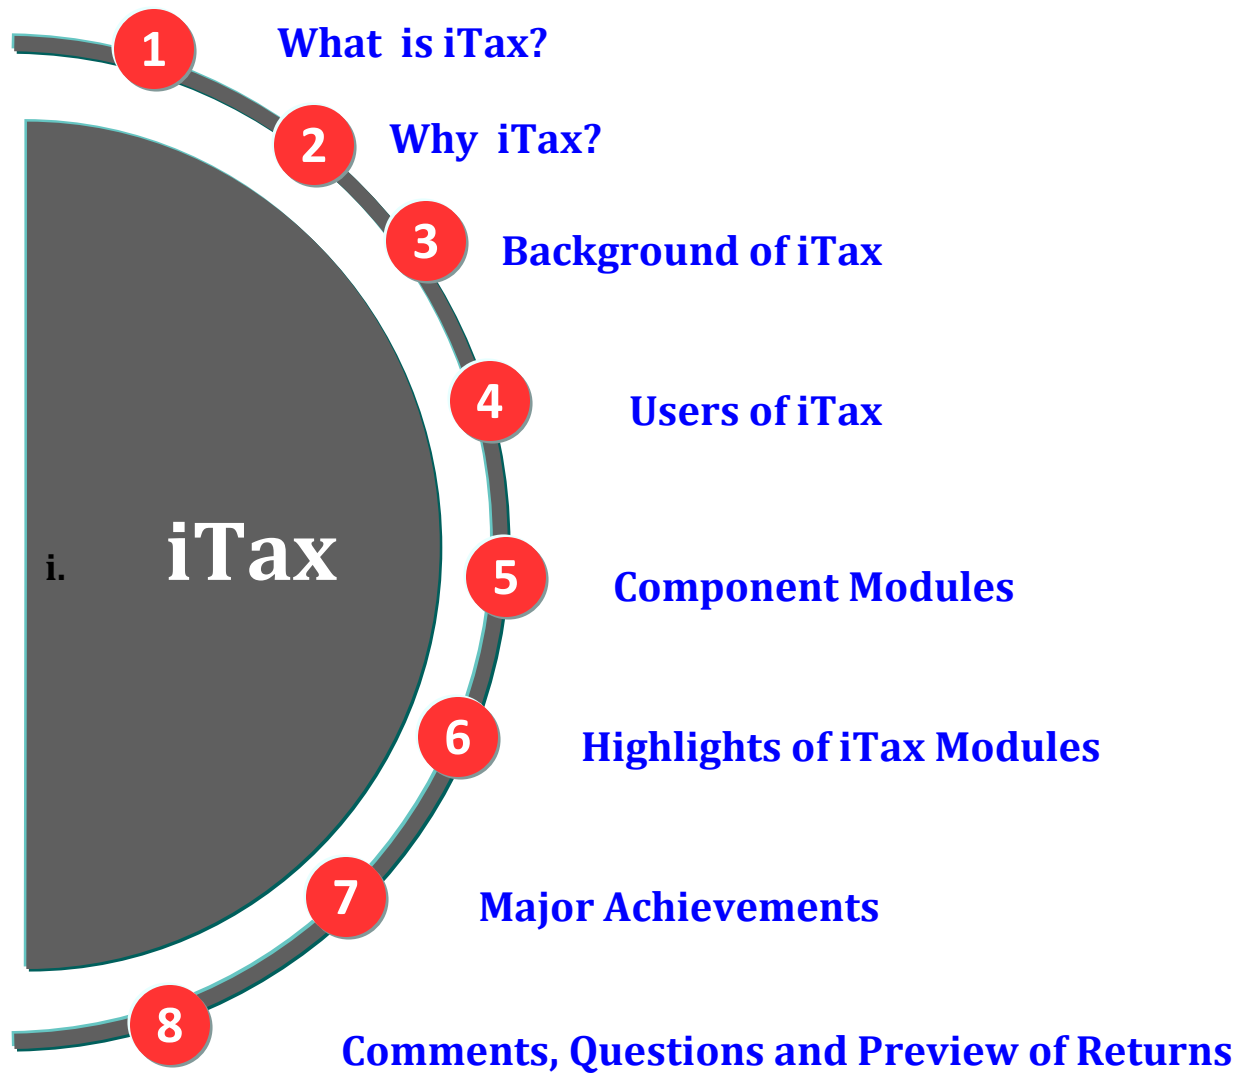 1 What is iTax?
2 Why iTax?
3 Background of iTax
4 Users of iTax
i. iTax
5 Component Modules
6 Highlights of iTax Modules
7 Major Achievements
8 Comments, Questions and Preview of Returns